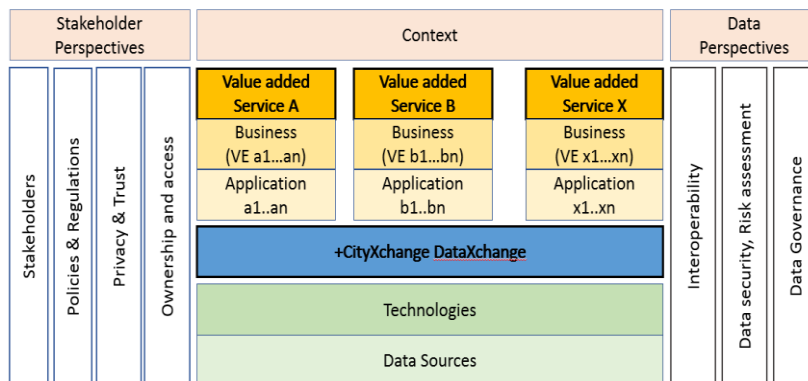 Stakeholder
Perspectives
Context
Data
Perspectives
Stakeholders
Policies & Regulations
Privacy & Trust
Ownership and access
Value added
Service A
Business
(VE a1...an)
Application
a1..an
Value added
Service B
Business
(VE b1...bn)
Application
b1..bn
Value added
Service X
Business
(VE x1...xn)
Application
x1..xn
+CityXchange DataXchange
Technologies
Data Sources
Interoperability
Data security, Risk assessment
Data Governance